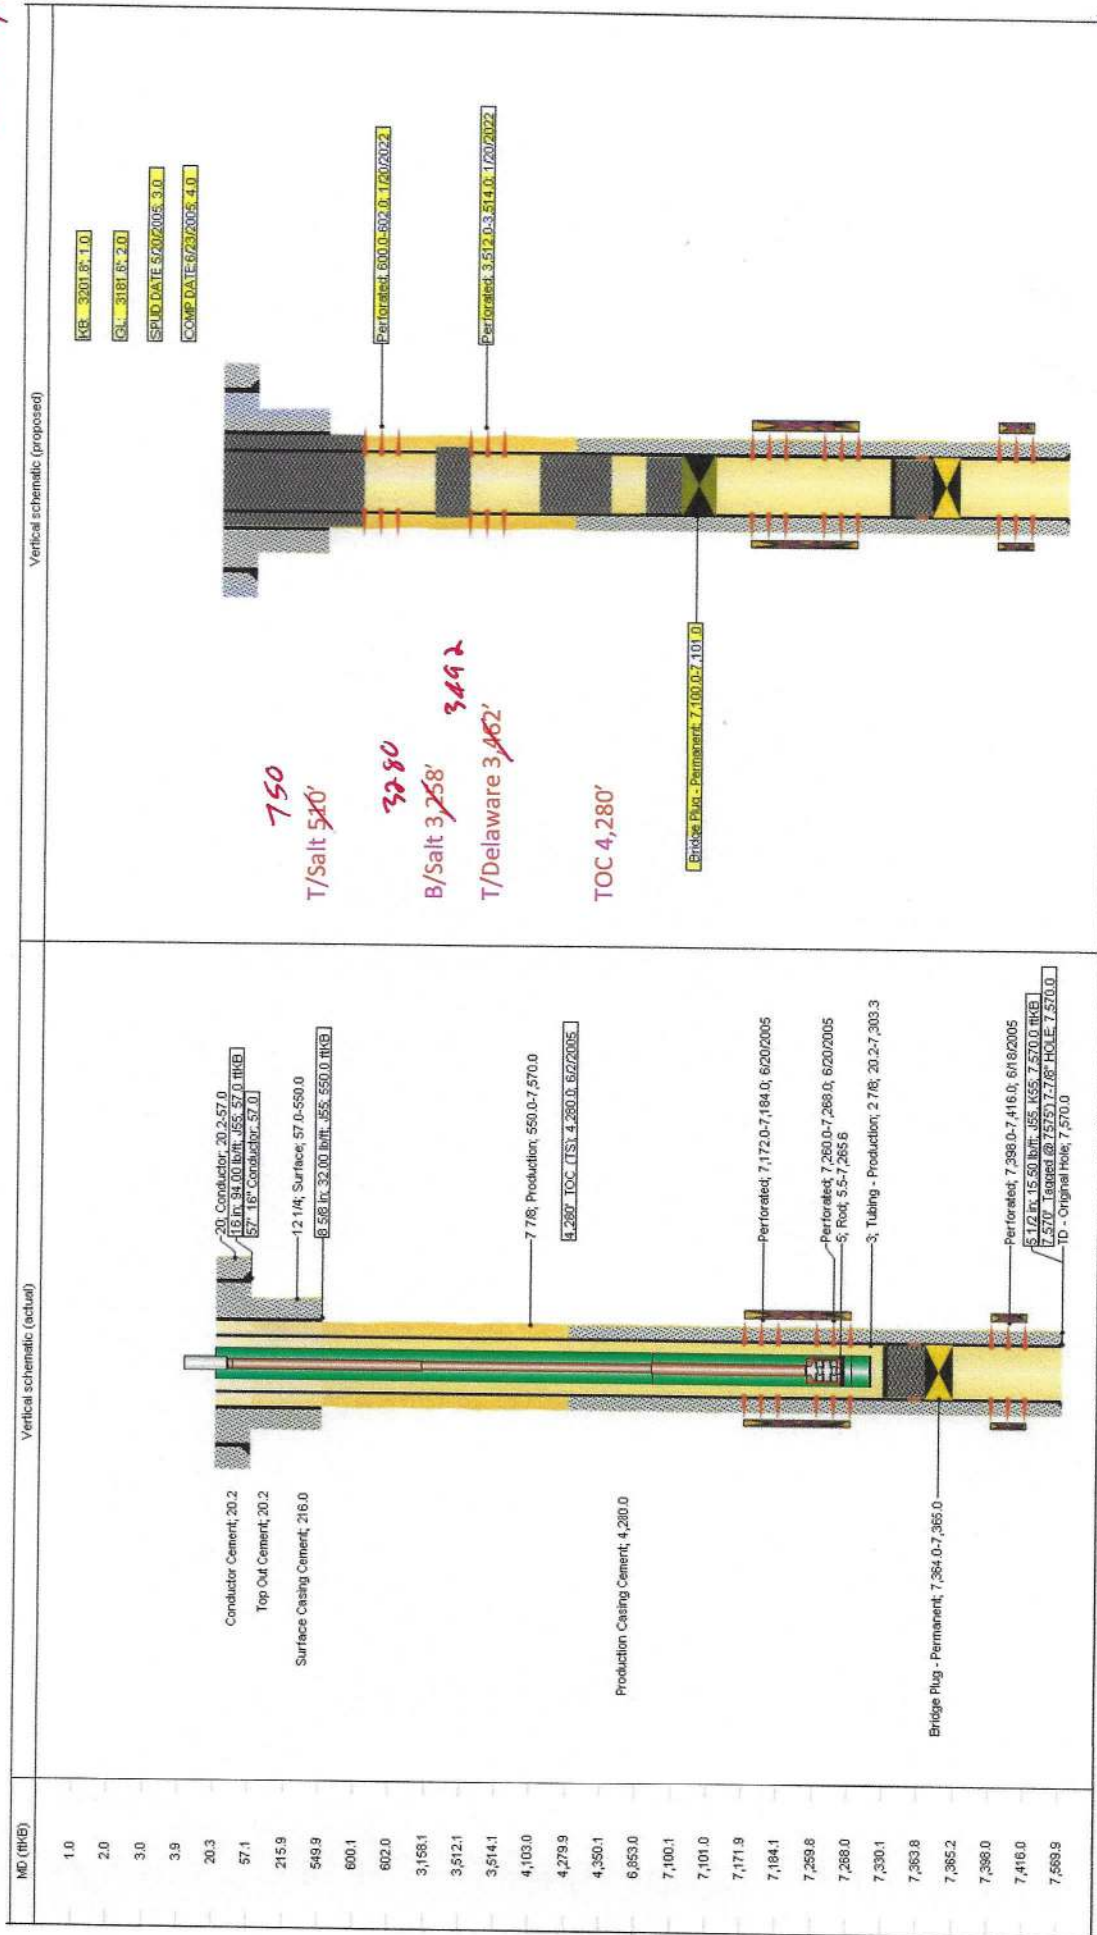 MD (ftKB)
Vertical schematic (actual)
Vertical schematic (proposed)
1.0
2.0
3.0
3.9
20.3
57.1
215.9
549.9
600.1
602.0
3,158.1
3,512.1
3,514.1
4,103.0
4,279.9
4,350.1
6,853.0
7,100.1
7,101.0
7,171.9
7,184.1
7,259.8
7,268.0
7,330.1
7,363.8
7,365.2
7,398.0
7,416.0
7,569.9
Conductor Cement; 20.2
Top Out Cement; 20.2
Surface Casing Cement; 216.0
Production Casing Cement; 4,280.0
Bridge Plug - Permanent; 7,364.0-7,365.0
20; Conductor; 20.2-57.0
16 in; 94.00 lb/ft; J55; 57.0 ftKB
57' 16" Conductor; 57.0
12 1/4; Surface; 57.0-550.0
8 5/8 in; 32.00 lb/ft; J55; 550.0 ftKB
7 7/8; Production; 550.0-7,570.0
4,280' TOC (TS); 4,280.0; 6/2/2005
Perforated; 7,172.0-7,184.0; 6/20/2005
Perforated; 7,260.0-7,268.0; 6/20/2005
5; Rod; 5.5-7,265.6
3; Tubing - Production; 2 7/8; 20.2-7,303.3
Perforated; 7,398.0-7,416.0; 6/18/2005
5 1/2 in; 15.50 lb/ft; J55, K55; 7,570.0 ftKB
7,570' Tagged @ 7575') 7-7/8" HOLE; 7,570.0
TD - Original Hole; 7,570.0
750
T/Salt 510'
3280
B/Salt 3,258'
3492
T/Delaware 3,462'
TOC 4,280'
Bridge Plug - Permanent; 7,100.0-7,101.0
KB: 3201.8'; 1.0
GL: 3181.6'; 2.0
SPUD DATE 5/20/2005; 3.0
COMP DATE:6/23/2005; 4.0
Perforated; 600.0-602.0; 1/20/2022
Perforated; 3,512.0-3,514.0; 1/20/2022